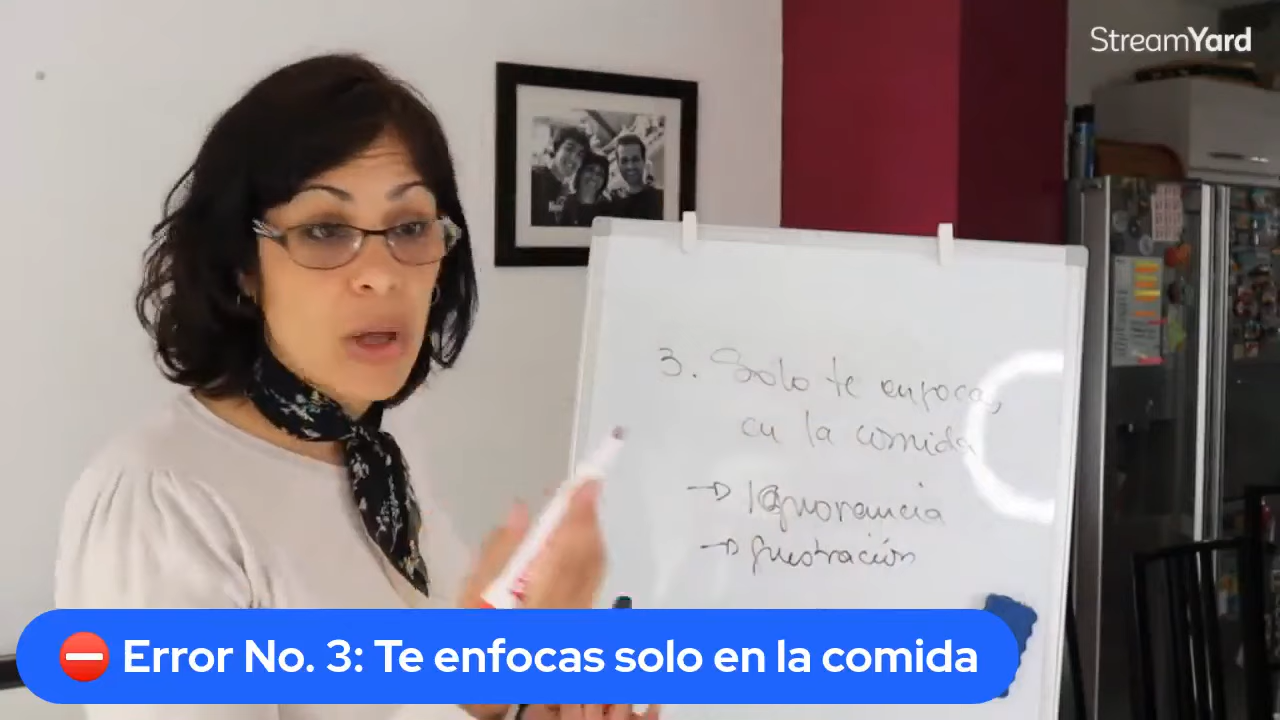 StreamYard
3. Solo te enfocas
en la comida
→ Ignorancia
→ frustración
⛔ Error No. 3: Te enfocas solo en la comida